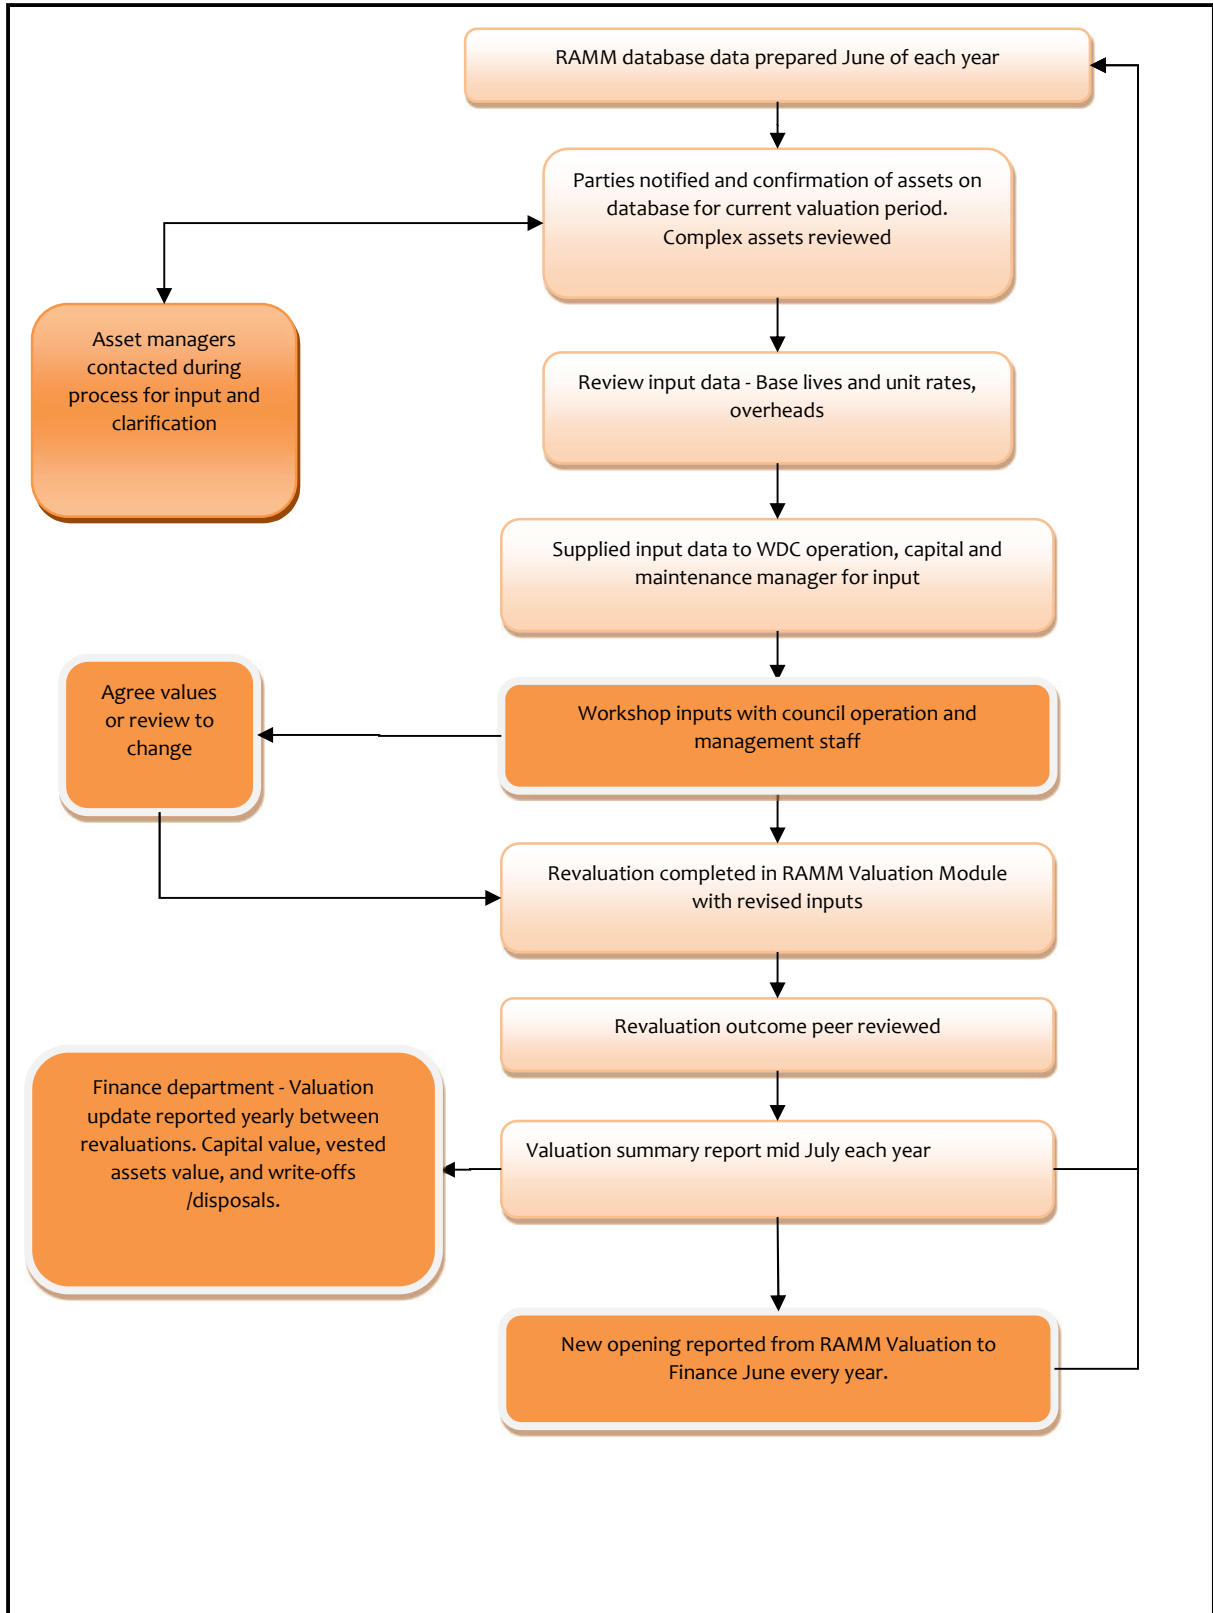 RAMM database data prepared June of each year
Parties notified and confirmation of assets on
database for current valuation period.
Complex assets reviewed
Asset managers
contacted during
process for input and
clarification
Review input data - Base lives and unit rates,
overheads
Supplied input data to WDC operation, capital and
maintenance manager for input
Agree values
or review to
change
Workshop inputs with council operation and
management staff
Revaluation completed in RAMM Valuation Module
with revised inputs
Revaluation outcome peer reviewed
Finance department - Valuation
update reported yearly between
revaluations. Capital value, vested
assets value, and write-offs
/disposals.
Valuation summary report mid July each year
New opening reported from RAMM Valuation to
Finance June every year.